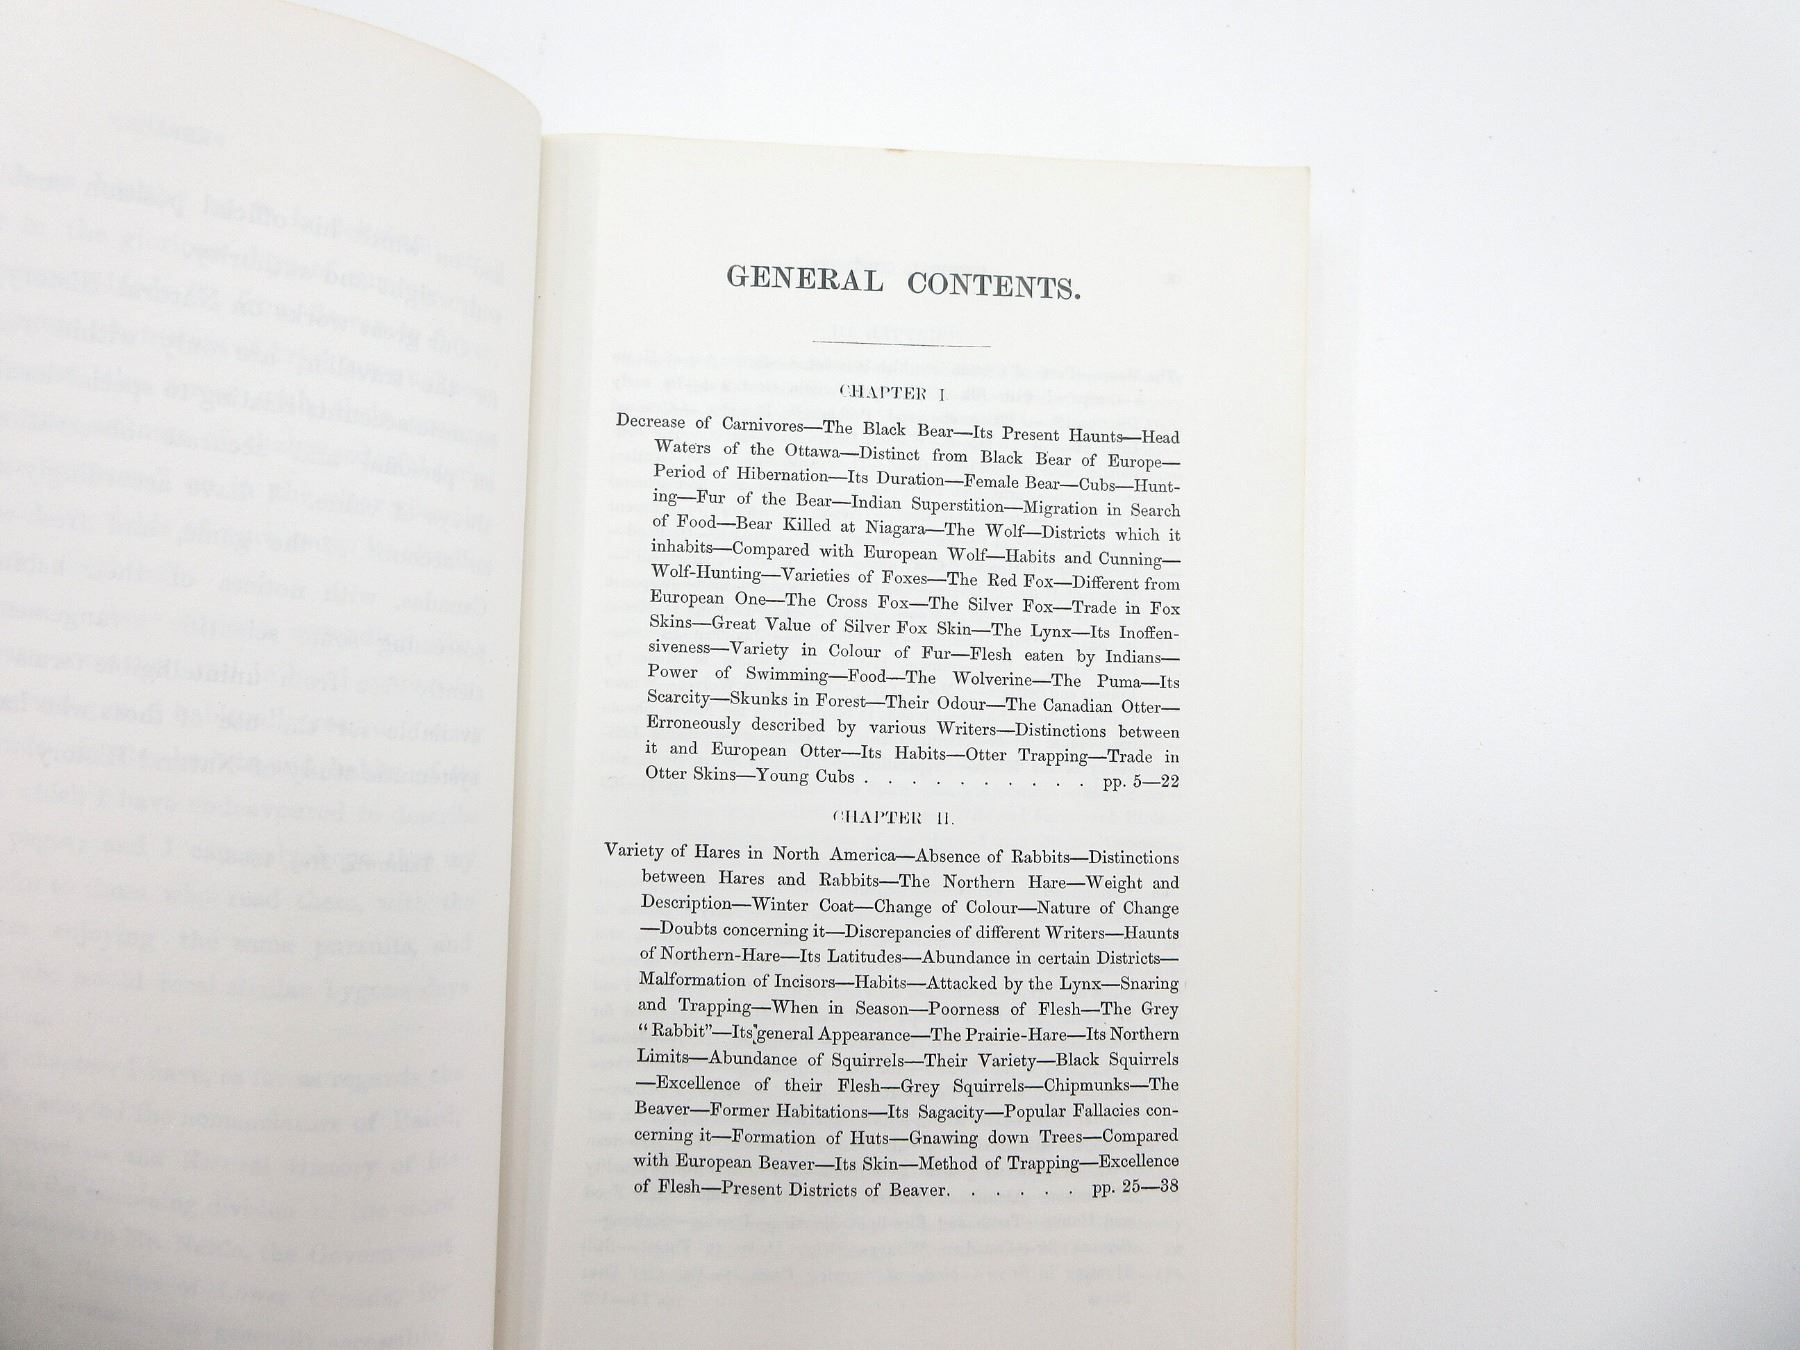 GENERAL CONTENTS.
CHAPTER I.
Decrease of Carnivores—The Black Bear—Its Present Haunts—Head
Waters of the Ottawa—Distinct from Black Bear of Europe—
Period of Hibernation—Its Duration—Female Bear—Cubs—Hunt-
ing—Fur of the Bear—Indian Superstition—Migration in Search
of Food—Bear Killed at Niagara—The Wolf—Districts which it
inhabits—Compared with European Wolf—Habits and Cunning—
Wolf-Hunting—Varieties of Foxes—The Red Fox—Different from
European One—The Cross Fox—The Silver Fox—Trade in Fox
Skins—Great Value of Silver Fox Skin—The Lynx—Its Inoffen-
siveness—Variety in Colour of Fur—Flesh eaten by Indians—
Power of Swimming—Food—The Wolverine—The Puma—Its
Scarcity—Skunks in Forest—Their Odour—The Canadian Otter—
Erroneously described by various Writers—Distinctions between
it and European Otter—Its Habits—Otter Trapping—Trade in
Otter Skins—Young Cubs . . . . . . . . . . pp. 5—22
CHAPTER II.
Variety of Hares in North America—Absence of Rabbits—Distinctions
between Hares and Rabbits—The Northern Hare—Weight and
Description—Winter Coat—Change of Colour—Nature of Change
—Doubts concerning it—Discrepancies of different Writers—Haunts
of Northern-Hare—Its Latitudes—Abundance in certain Districts—
Malformation of Incisors—Habits—Attacked by the Lynx—Snaring
and Trapping—When in Season—Poorness of Flesh—The Grey
"Rabbit"—Its general Appearance—The Prairie-Hare—Its Northern
Limits—Abundance of Squirrels—Their Variety—Black Squirrels
—Excellence of their Flesh—Grey Squirrels—Chipmunks—The
Beaver—Former Habitations—Its Sagacity—Popular Fallacies con-
cerning it—Formation of Huts—Gnawing down Trees—Compared
with European Beaver—Its Skin—Method of Trapping—Excellence
of Flesh—Present Districts of Beaver. . . . . . pp. 25—38